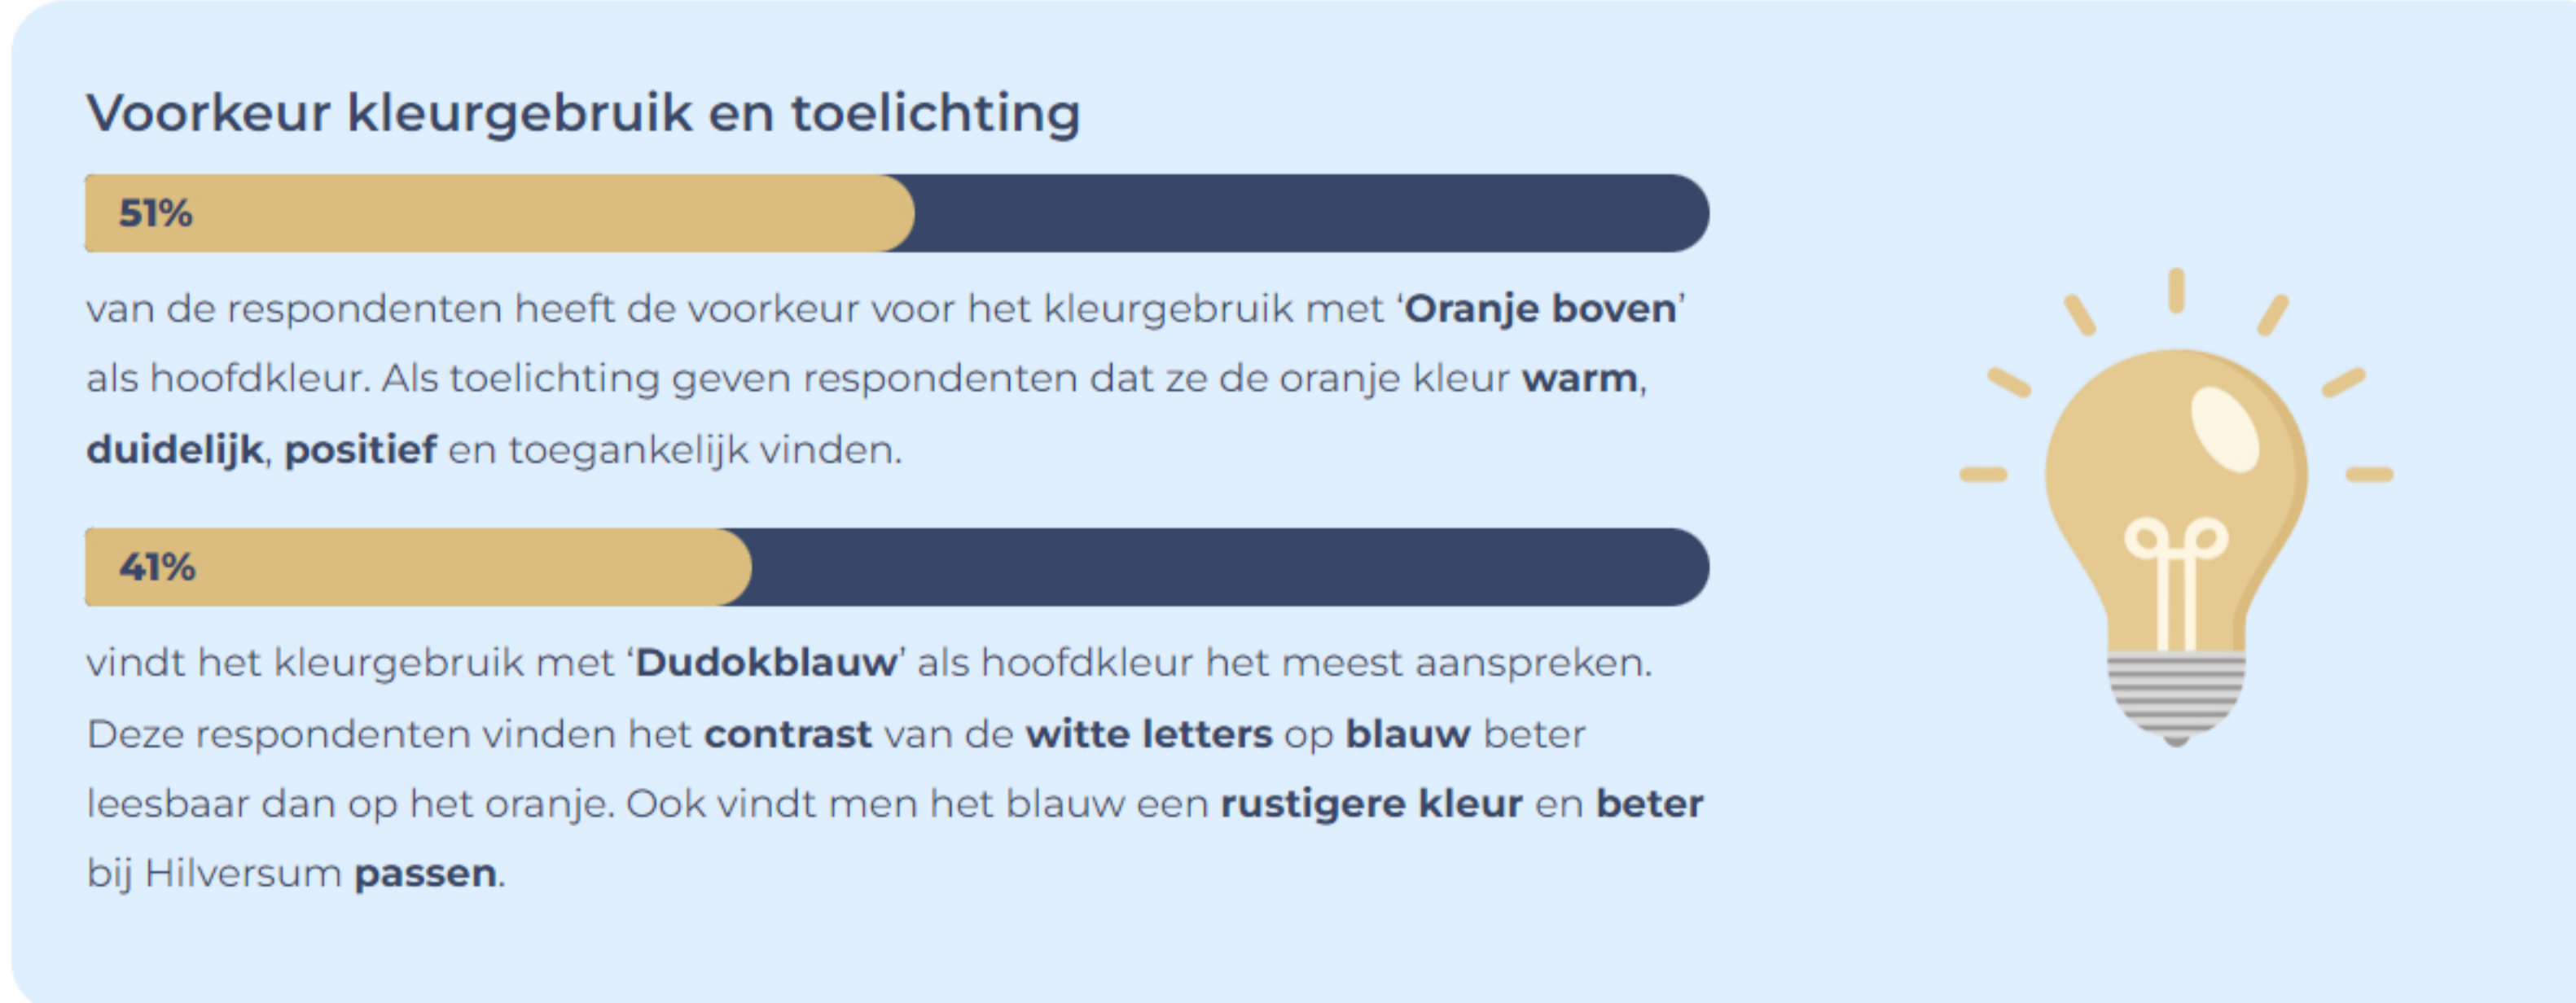 Voorkeur kleurgebruik en toelichting
51%
van de respondenten heeft de voorkeur voor het kleurgebruik met ‘Oranje boven’
als hoofdkleur. Als toelichting geven respondenten dat ze de oranje kleur warm,
duidelijk, positief en toegankelijk vinden.
41%
vindt het kleurgebruik met ‘Dudokblauw’ als hoofdkleur het meest aanspreken.
Deze respondenten vinden het contrast van de witte letters op blauw beter
leesbaar dan op het oranje. Ook vindt men het blauw een rustigere kleur en beter
bij Hilversum passen.